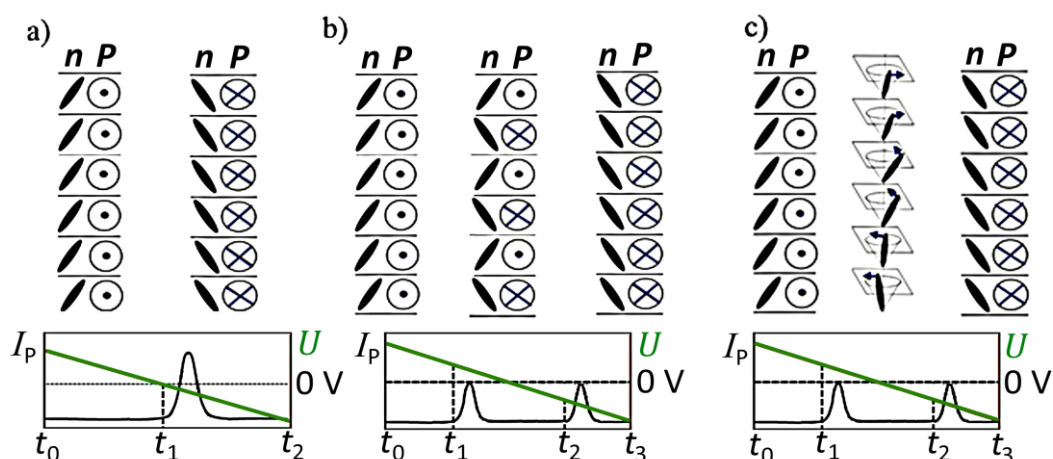 a)
n P
n P
I_P
U
0 V
t_0
t_1
t_2
b)
n P
n P
n P
I_P
U
0 V
t_0
t_1
t_2
t_3
c)
n P
n P
I_P
U
0 V
t_0
t_1
t_2
t_3